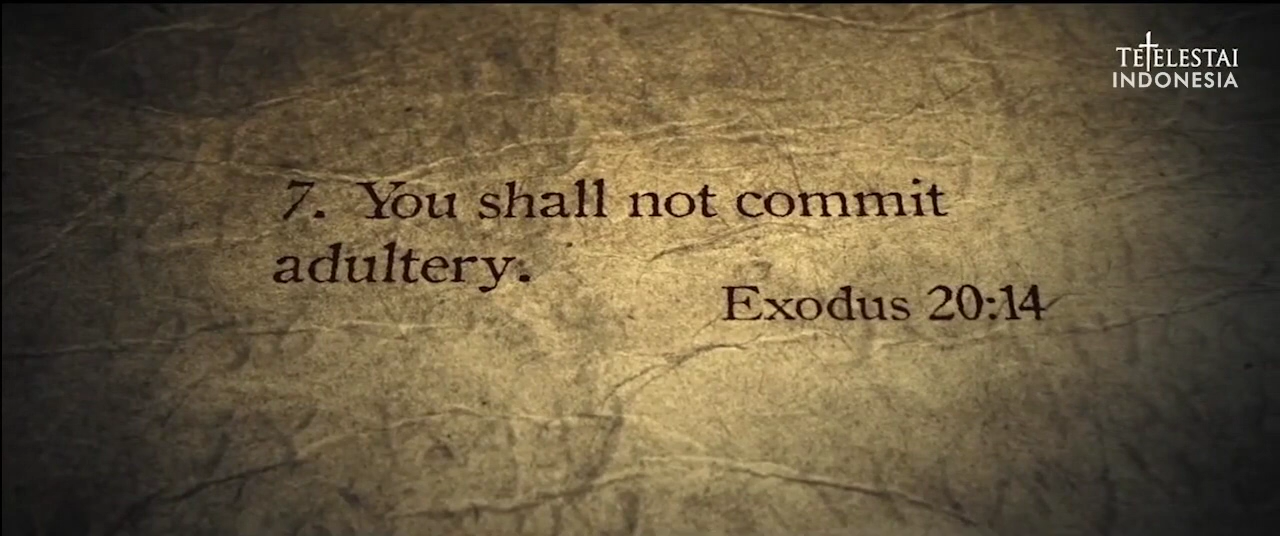 TETELESTAI
INDONESIA
7. You shall not commit
adultery.
Exodus 20:14